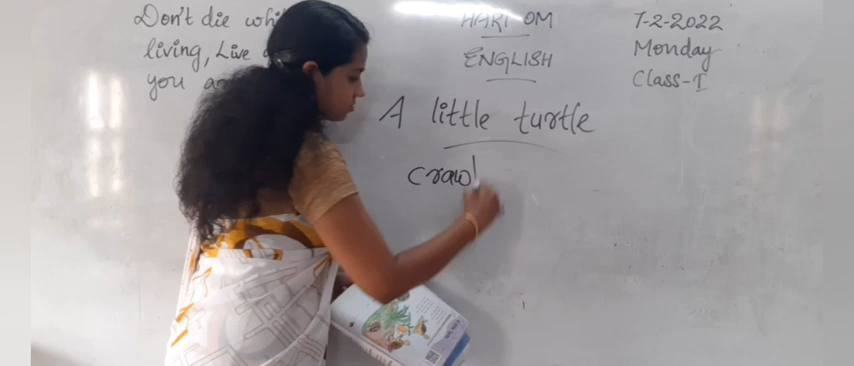 Don't die whi
living, Live
you a
HARI OM
ENGLISH
7-2-2022
Monday
Class-I
A little turtle
crawl